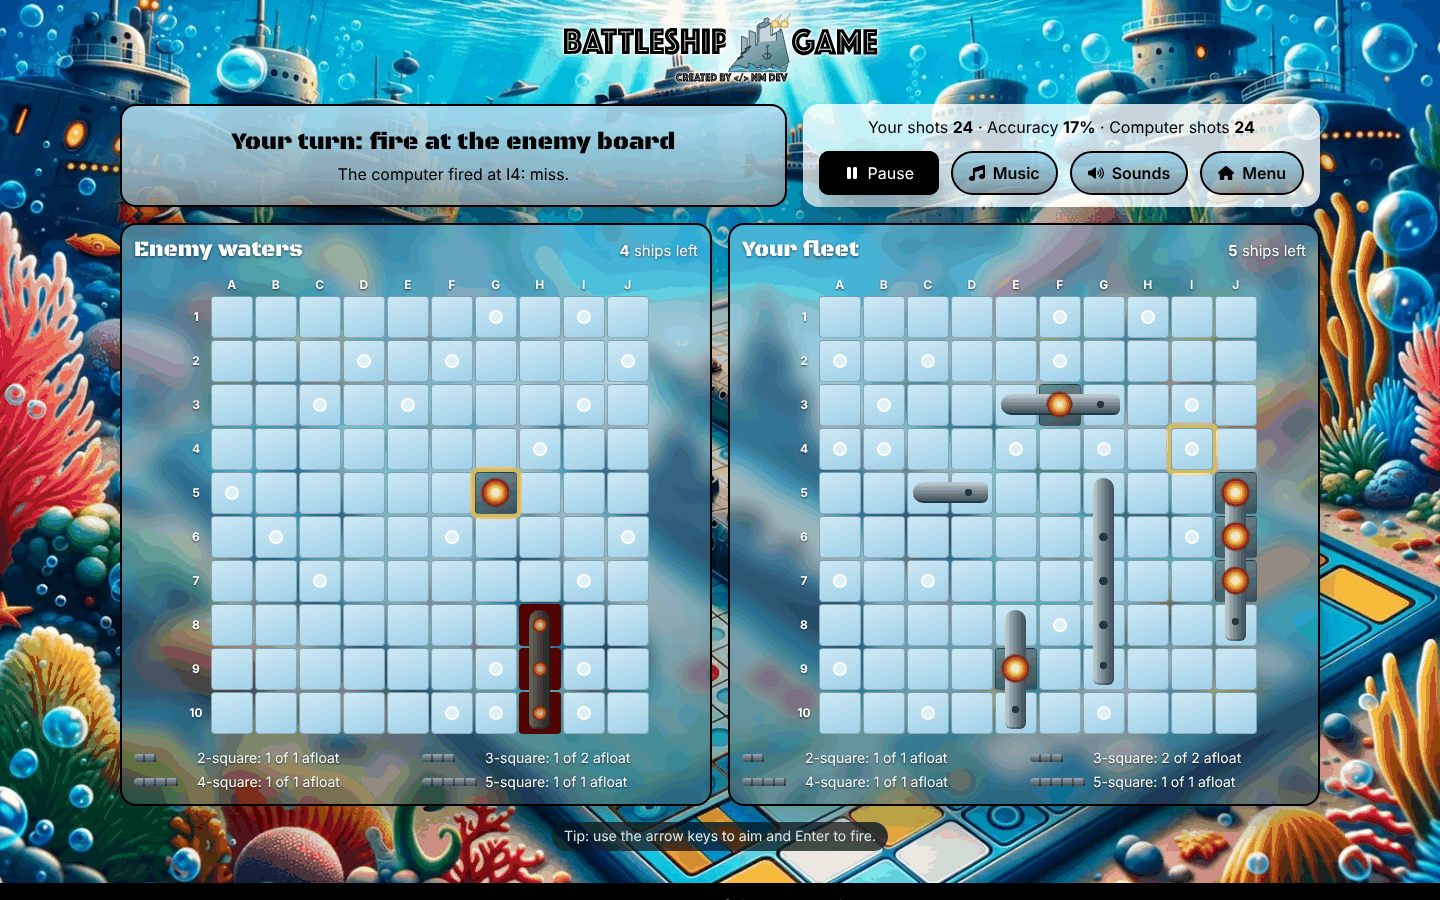 BATTLESHIP GAME
CREATED BY </> NM DEV
Your turn: fire at the enemy board
The computer fired at I4: miss.
Your shots 24 · Accuracy 17% · Computer shots 24
Pause
Music
Sounds
Menu
Enemy waters
4 ships left
A B C D E F G H I J
1
2
3
4
5
6
7
8
9
10
2-square: 1 of 1 afloat
3-square: 1 of 2 afloat
4-square: 1 of 1 afloat
5-square: 1 of 1 afloat
Your fleet
5 ships left
A B C D E F G H I J
1
2
3
4
5
6
7
8
9
10
2-square: 1 of 1 afloat
3-square: 2 of 2 afloat
4-square: 1 of 1 afloat
5-square: 1 of 1 afloat
Tip: use the arrow keys to aim and Enter to fire.